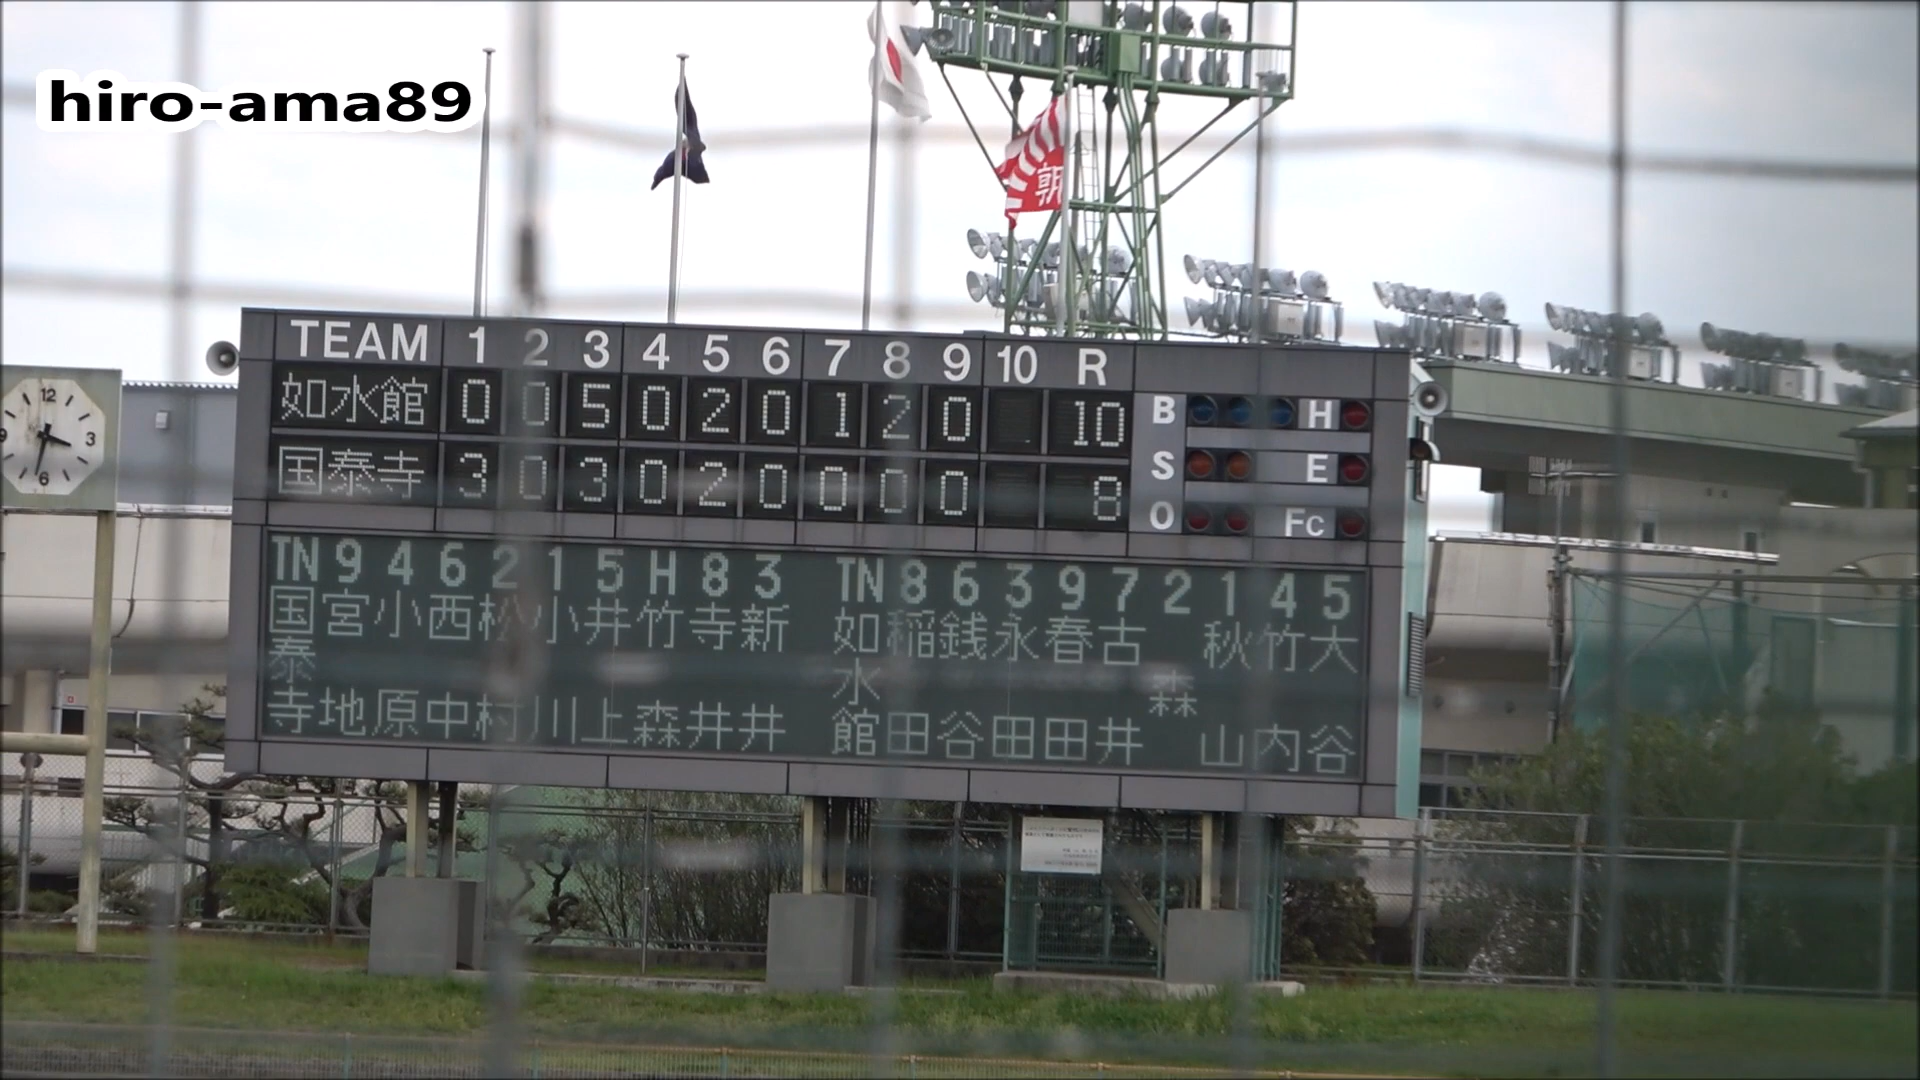 hiro-ama89
朝
12
3
6
9
TEAM 1 2 3 4 5 6 7 8 9 10 R
如水館 0 0 5 0 2 0 1 2 0 10
国泰寺 3 0 3 0 2 0 0 0 0 8
B H
S E
O Fc
TN 9 4 6 2 1 5 H 8 3
国泰寺 宮地 小原 西中 松村 小川 井上 竹森 寺井 新井
TN 8 6 3 9 7 2 1 4 5
如水館 稲田 銭谷 永田 春田 古井 森 秋山 竹内 大谷